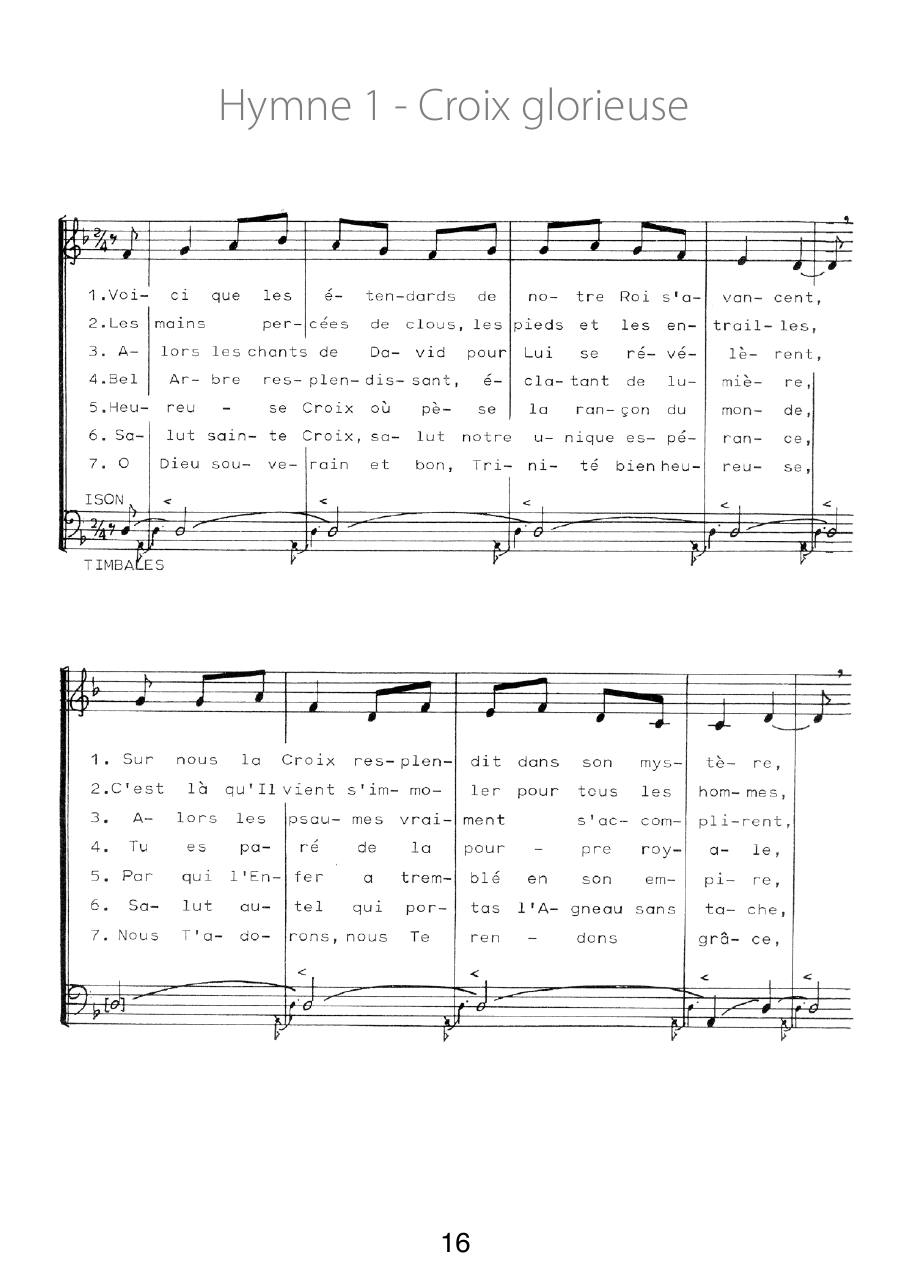 Hymne 1 - Croix glorieuse
2/4
1.Voi- ci que les é- ten-dards de no- tre Roi s'a- van- cent,
2.Les mains per- cées de clous, les pieds et les en- trail- les,
3. A- lors les chants de Da- vid pour Lui se ré- vé- lè- rent,
4.Bel Ar- bre res- plen-dis- sant, é- cla- tant de lu- miè- re,
5.Heu- reu - se Croix où pè- se la ran- çon du mon- de,
6. Sa- lut sain- te Croix, sa- lut notre u- nique es- pé- ran- ce,
7. O Dieu sou- ve- rain et bon, Tri- ni- té bien heu- reu- se,
ISON
2/4
TIMBALES
1. Sur nous la Croix res- plen- dit dans son mys- tè- re,
2.C'est là qu'Il vient s'im- mo- ler pour tous les hom- mes,
3. A- lors les psau- mes vrai- ment s'ac- com- pli- rent,
4. Tu es pa- ré de la pour - pre roy- a- le,
5. Par qui l'En- fer a trem- blé en son em- pi- re,
6. Sa- lut au- tel qui por- tas l'A- gneau sans ta- che,
7. Nous T'a- do- rons, nous Te ren - dons grâ- ce,
16